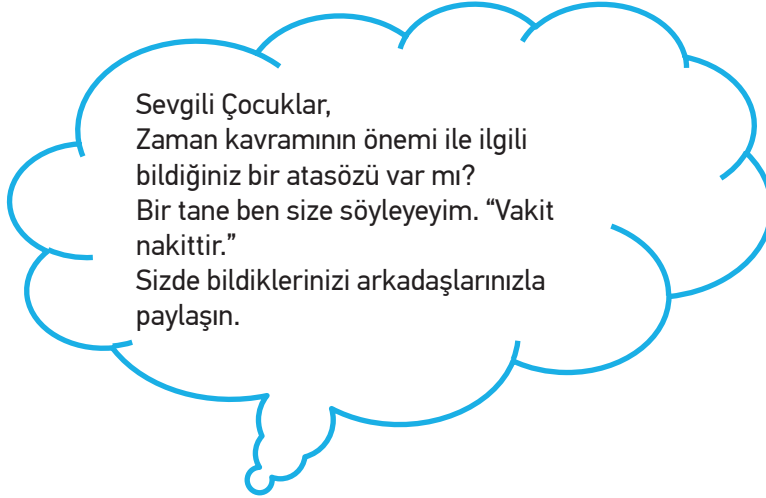 Sevgili Çocuklar,
Zaman kavramının önemi ile ilgili
bildiğiniz bir atasözü var mı?
Bir tane ben size söyleyeyim. “Vakit
nakittir.”
Sizde bildiklerinizi arkadaşlarınızla
paylaşın.